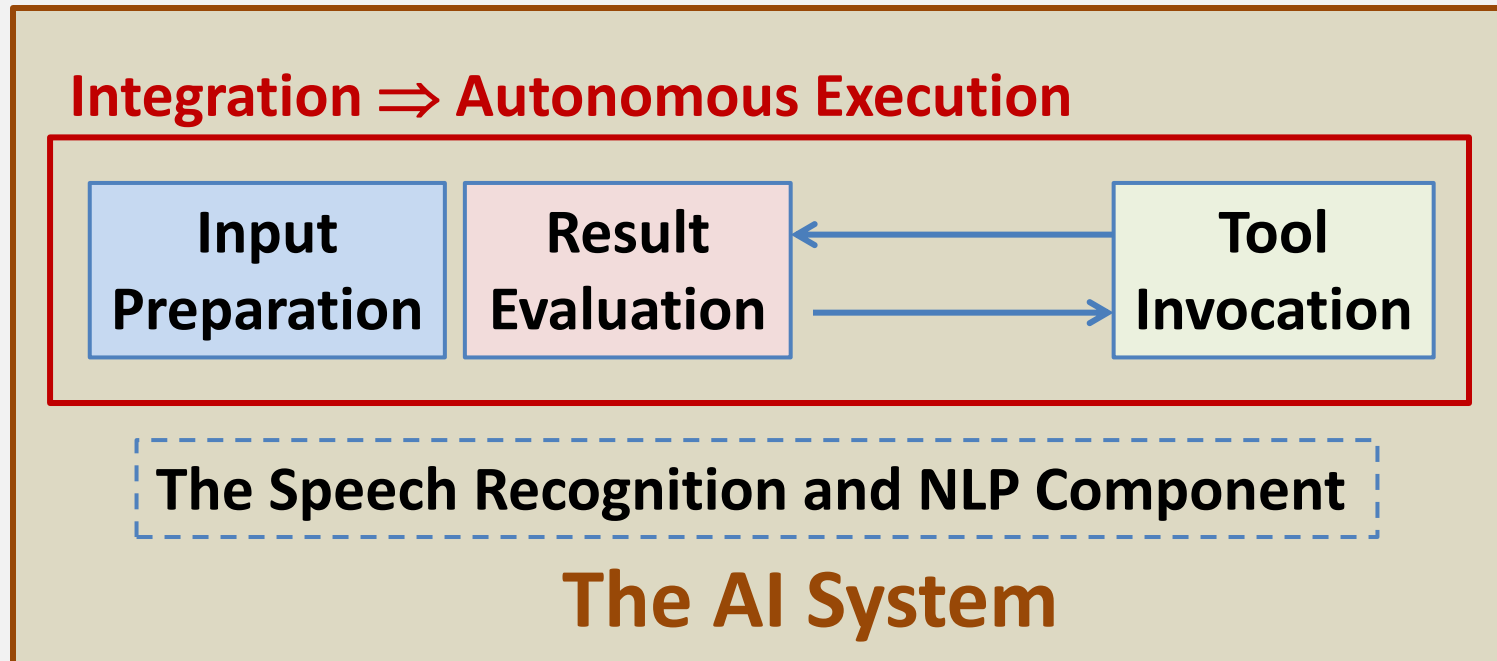 Integration ⇒ Autonomous Execution
Input
Preparation
Result
Evaluation
Tool
Invocation
The Speech Recognition and NLP Component
The AI System